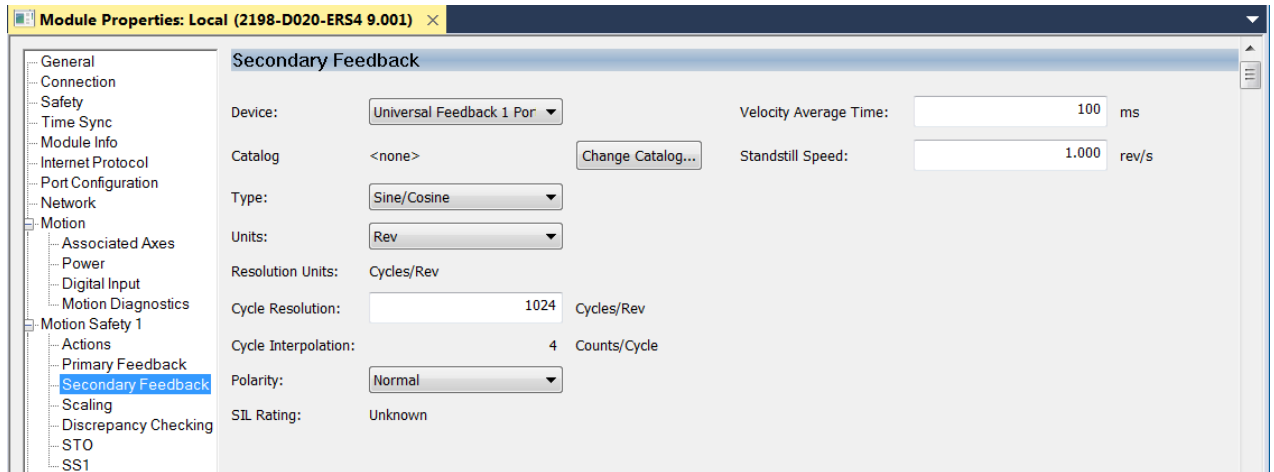 Module Properties: Local (2198-D020-ERS4 9.001)
General
Connection
Safety
Time Sync
Module Info
Internet Protocol
Port Configuration
Network
Motion
Associated Axes
Power
Digital Input
Motion Diagnostics
Motion Safety 1
Actions
Primary Feedback
Secondary Feedback
Scaling
Discrepancy Checking
STO
SS1
Secondary Feedback
Device: Universal Feedback 1 Por
Catalog <none> Change Catalog...
Type: Sine/Cosine
Units: Rev
Resolution Units: Cycles/Rev
Cycle Resolution: 1024 Cycles/Rev
Cycle Interpolation: 4 Counts/Cycle
Polarity: Normal
SIL Rating: Unknown
Velocity Average Time: 100 ms
Standstill Speed: 1.000 rev/s